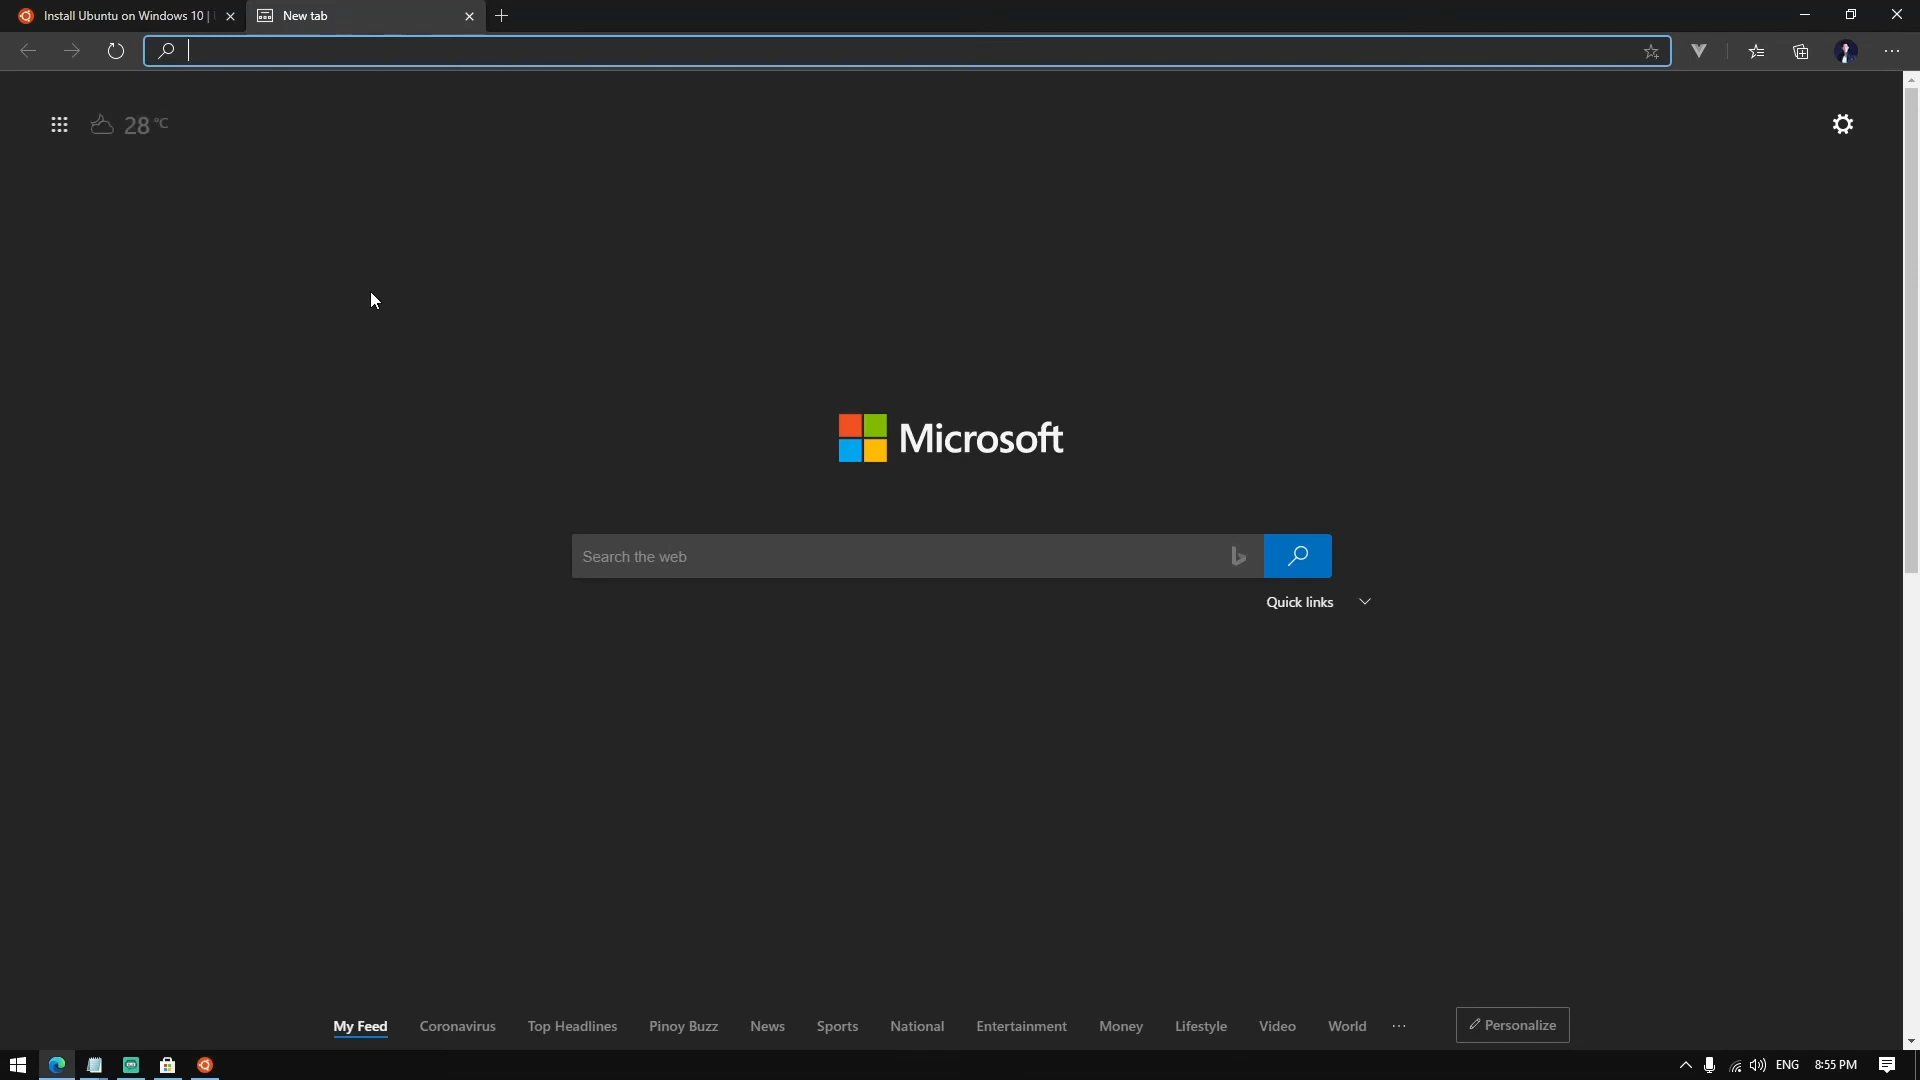 Install Ubuntu on Windows 10 |
New tab
28 °C
Microsoft
Search the web
Quick links
My Feed Coronavirus Top Headlines Pinoy Buzz News Sports National Entertainment Money Lifestyle Video World ... Personalize
ENG 8:55 PM